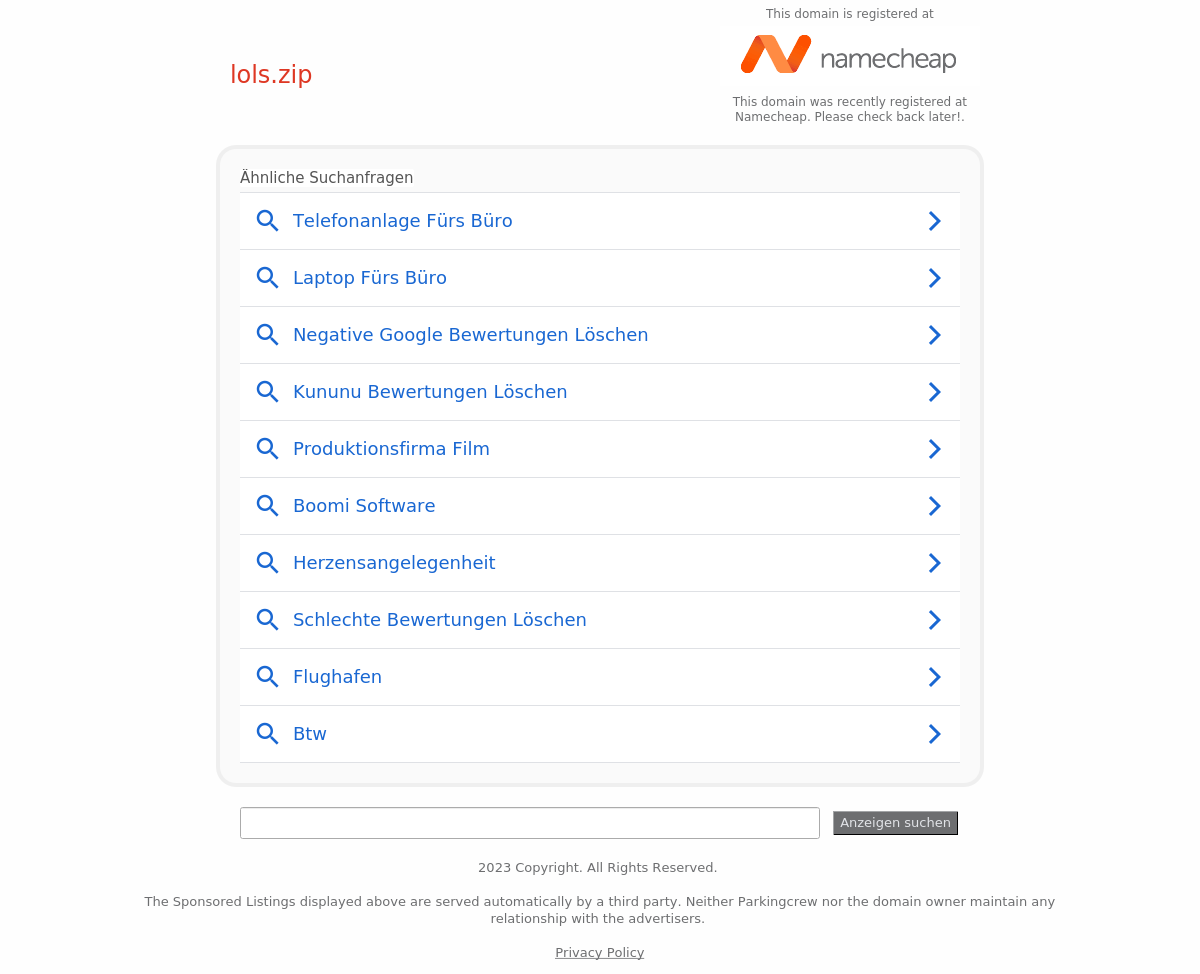 This domain is registered at
namecheap
lols.zip
This domain was recently registered at
Namecheap. Please check back later!.
Ähnliche Suchanfragen
Telefonanlage Fürs Büro
Laptop Fürs Büro
Negative Google Bewertungen Löschen
Kununu Bewertungen Löschen
Produktionsfirma Film
Boomi Software
Herzensangelegenheit
Schlechte Bewertungen Löschen
Flughafen
Btw
Anzeigen suchen
2023 Copyright. All Rights Reserved.
The Sponsored Listings displayed above are served automatically by a third party. Neither Parkingcrew nor the domain owner maintain any
relationship with the advertisers.
Privacy Policy